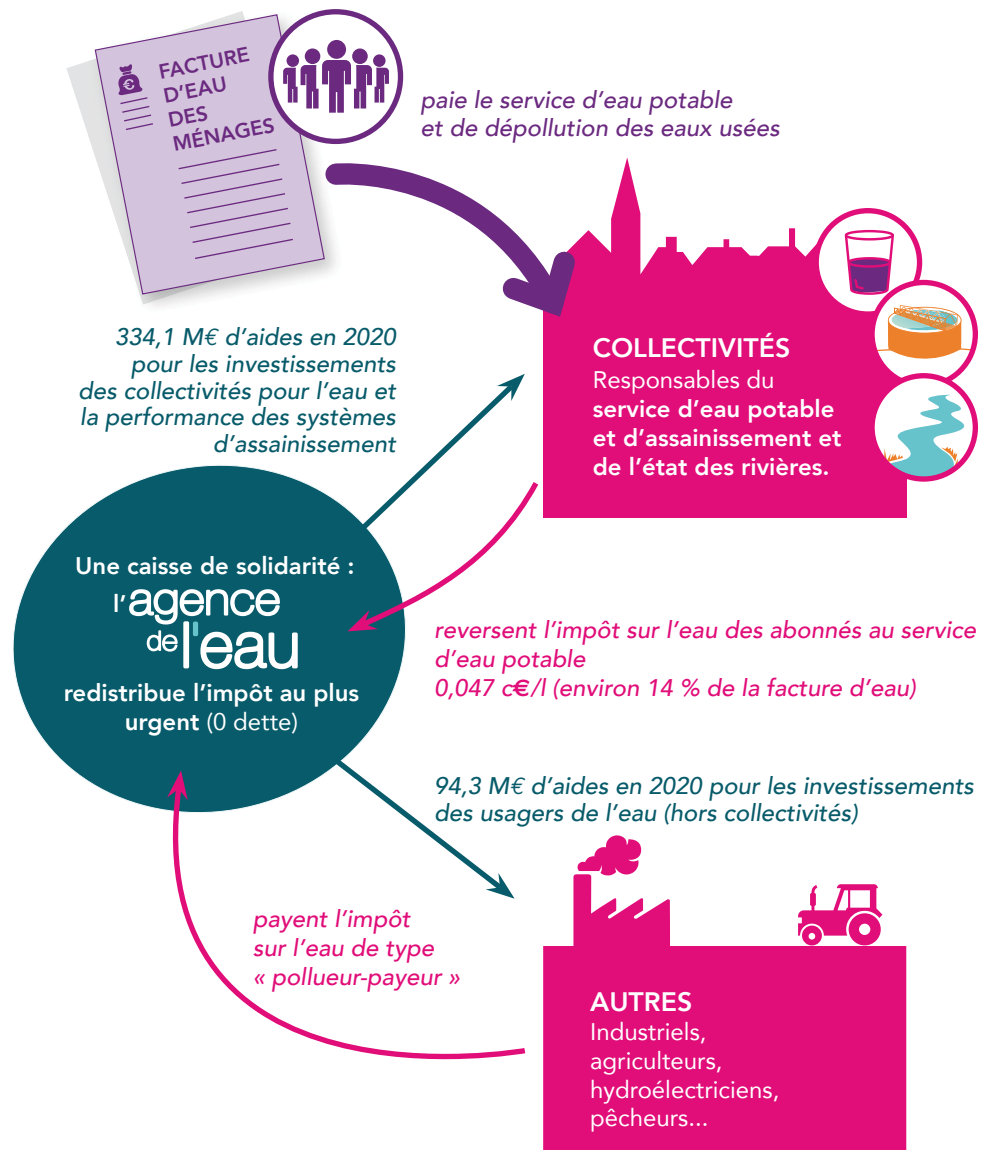 FACTURE
D'EAU
DES
MÉNAGES
paie le service d'eau potable
et de dépollution des eaux usées
334,1 M€ d'aides en 2020
pour les investissements
des collectivités pour l'eau et
la performance des systèmes
d'assainissement
COLLECTIVITÉS
Responsables du
service d'eau potable
et d'assainissement et
de l'état des rivières.
Une caisse de solidarité :
l'agence
de l'eau
redistribue l'impôt au plus
urgent (0 dette)
reversent l'impôt sur l'eau des abonnés au service
d'eau potable
0,047 c€/l (environ 14 % de la facture d'eau)
94,3 M€ d'aides en 2020 pour les investissements
des usagers de l'eau (hors collectivités)
payent l'impôt
sur l'eau de type
« pollueur-payeur »
AUTRES
Industriels,
agriculteurs,
hydroélectriciens,
pêcheurs...